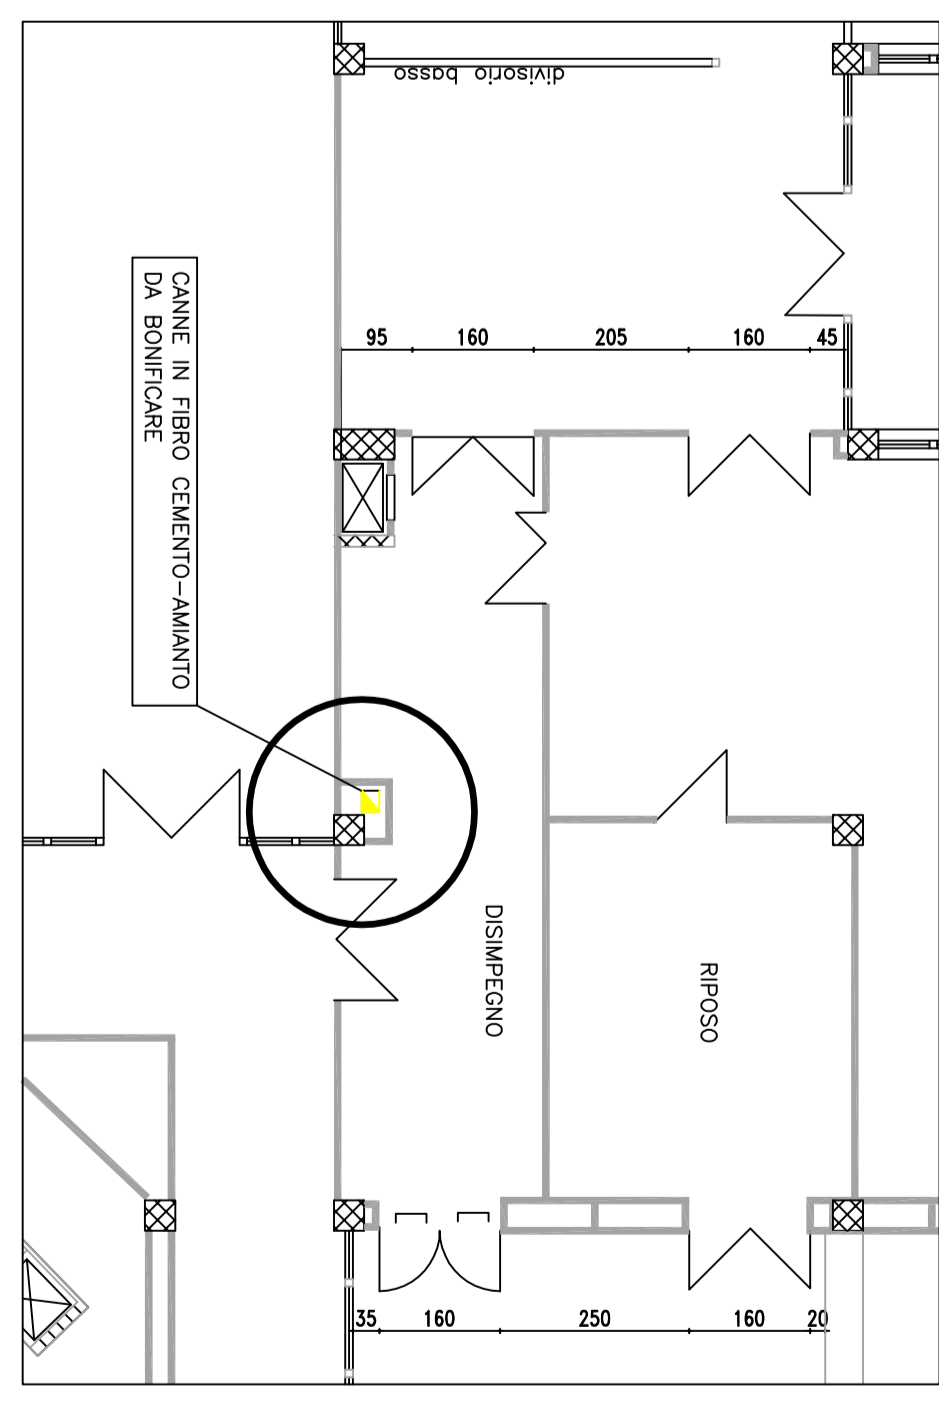 divisorio basso
CANNE IN FIBRO CEMENTO-AMIANTO
DA BONIFICARE
95 160 205 160 45
DISIMPEGNO
RIPOSO
35 160 250 160 20